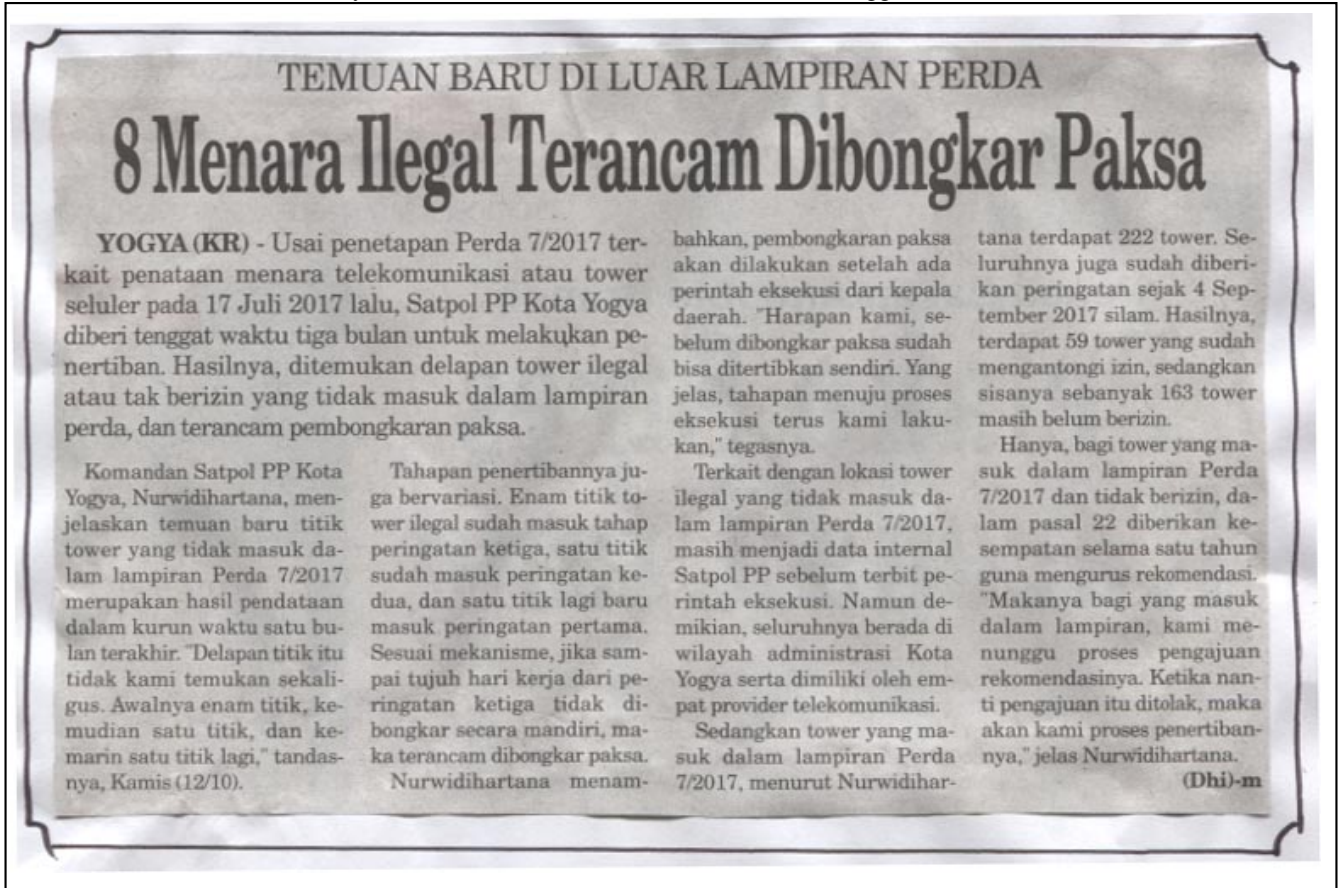 TEMUAN BARU DI LUAR LAMPIRAN PERDA
8 Menara Ilegal Terancam Dibongkar Paksa
YOGYA (KR) - Usai penetapan Perda 7/2017 ter-
kait penataan menara telekomunikasi atau tower
seluler pada 17 Juli 2017 lalu, Satpol PP Kota Yogya
diberi tenggat waktu tiga bulan untuk melakukan pe-
nertiban. Hasilnya, ditemukan delapan tower ilegal
atau tak berizin yang tidak masuk dalam lampiran
perda, dan terancam pembongkaran paksa.
Komandan Satpol PP Kota
Yogya, Nurwidihartana, men-
jelaskan temuan baru titik
tower yang tidak masuk da-
lam lampiran Perda 7/2017
merupakan hasil pendataan
dalam kurun waktu satu bu-
lan terakhir. "Delapan titik itu
tidak kami temukan sekali-
gus. Awalnya enam titik, ke-
mudian satu titik, dan ke-
marin satu titik lagi," tandas-
nya, Kamis (12/10).
Tahapan penertibannya ju-
ga bervariasi. Enam titik to-
wer ilegal sudah masuk tahap
peringatan ketiga, satu titik
sudah masuk peringatan ke-
dua, dan satu titik lagi baru
masuk peringatan pertama.
Sesuai mekanisme, jika sam-
pai tujuh hari kerja dari pe-
ringatan ketiga tidak di-
bongkar secara mandiri, ma-
ka terancam dibongkar paksa.
Nurwidihartana menam-
bahkan, pembongkaran paksa
akan dilakukan setelah ada
perintah eksekusi dari kepala
daerah. "Harapan kami, se-
belum dibongkar paksa sudah
bisa ditertibkan sendiri. Yang
jelas, tahapan menuju proses
eksekusi terus kami laku-
kan," tegasnya.
Terkait dengan lokasi tower
ilegal yang tidak masuk da-
lam lampiran Perda 7/2017,
masih menjadi data internal
Satpol PP sebelum terbit pe-
rintah eksekusi. Namun de-
mikian, seluruhnya berada di
wilayah administrasi Kota
Yogya serta dimiliki oleh em-
pat provider telekomunikasi.
Sedangkan tower yang ma-
suk dalam lampiran Perda
7/2017, menurut Nurwidihar-
tana terdapat 222 tower. Se-
luruhnya juga sudah diberi-
kan peringatan sejak 4 Sep-
tember 2017 silam. Hasilnya,
terdapat 59 tower yang sudah
mengantongi izin, sedangkan
sisanya sebanyak 163 tower
masih belum berizin.
Hanya, bagi tower yang ma-
suk dalam lampiran Perda
7/2017 dan tidak berizin, da-
lam pasal 22 diberikan ke-
sempatan selama satu tahun
guna mengurus rekomendasi.
"Makanya bagi yang masuk
dalam lampiran, kami me-
nunggu proses pengajuan
rekomendasinya. Ketika nan-
ti pengajuan itu ditolak, maka
akan kami proses penertiban-
nya," jelas Nurwidihartana.
(Dhi)-m